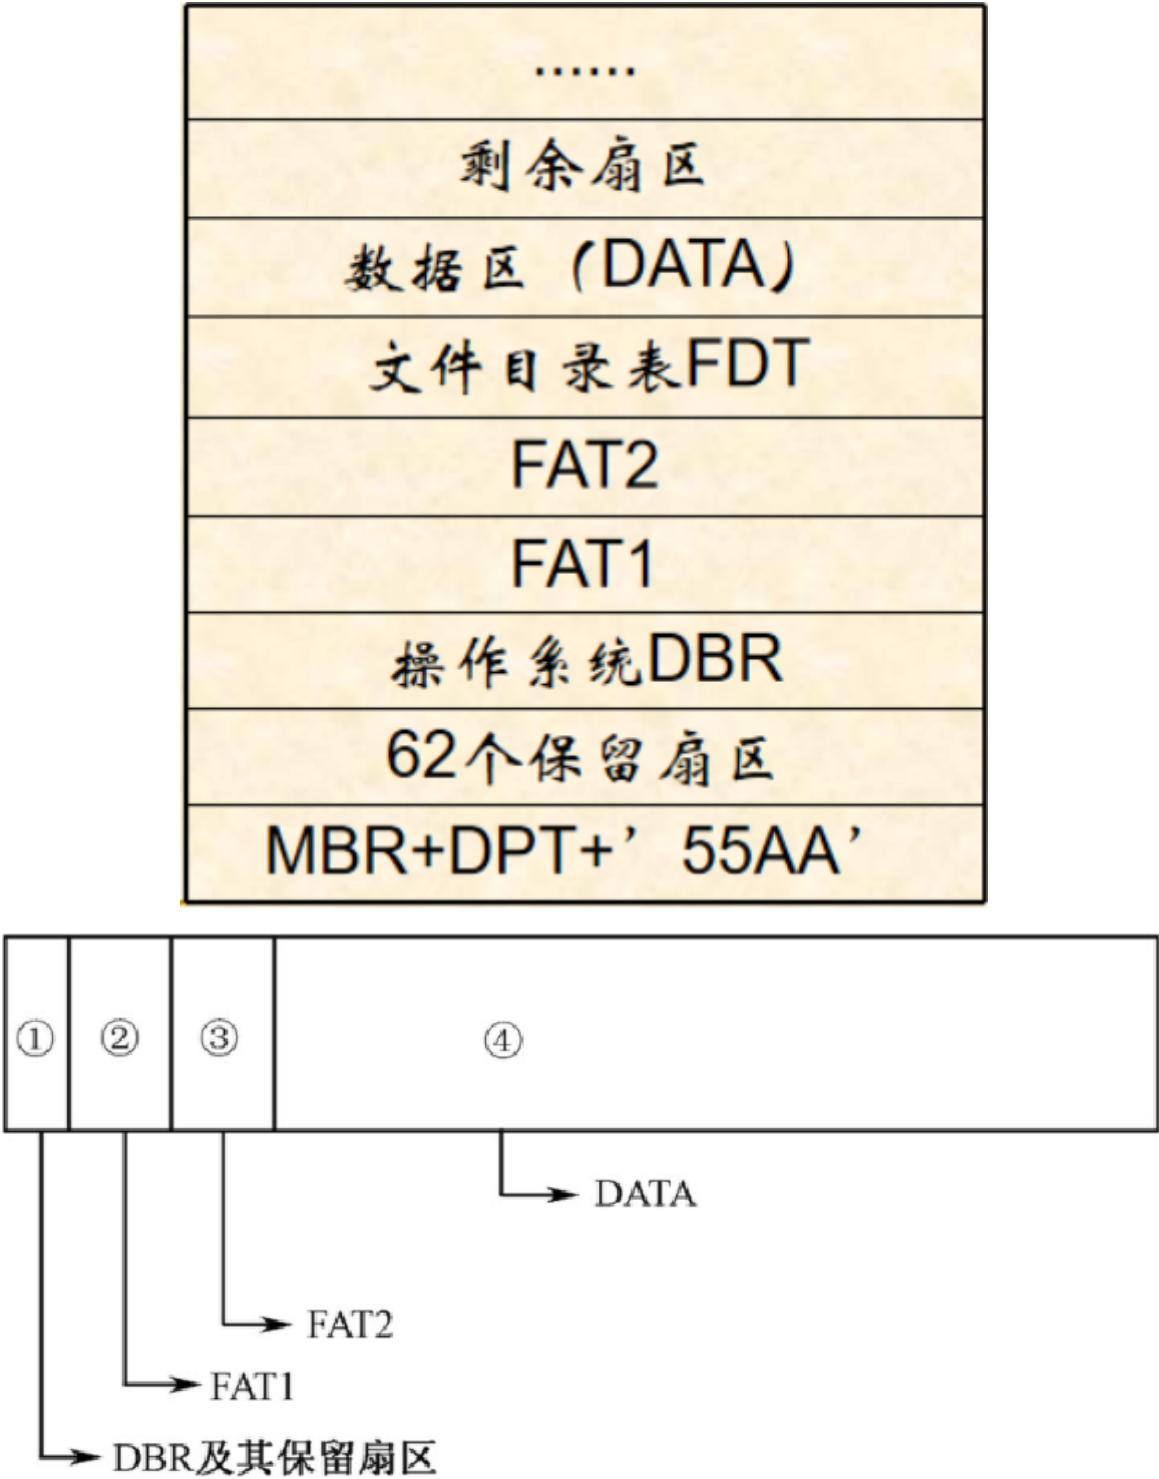 ......
剩余扇区
数据区（DATA）
文件目录表FDT
FAT2
FAT1
操作系统DBR
62个保留扇区
MBR+DPT+’ 55AA’
① ② ③ ④
DATA
FAT2
FAT1
DBR及其保留扇区